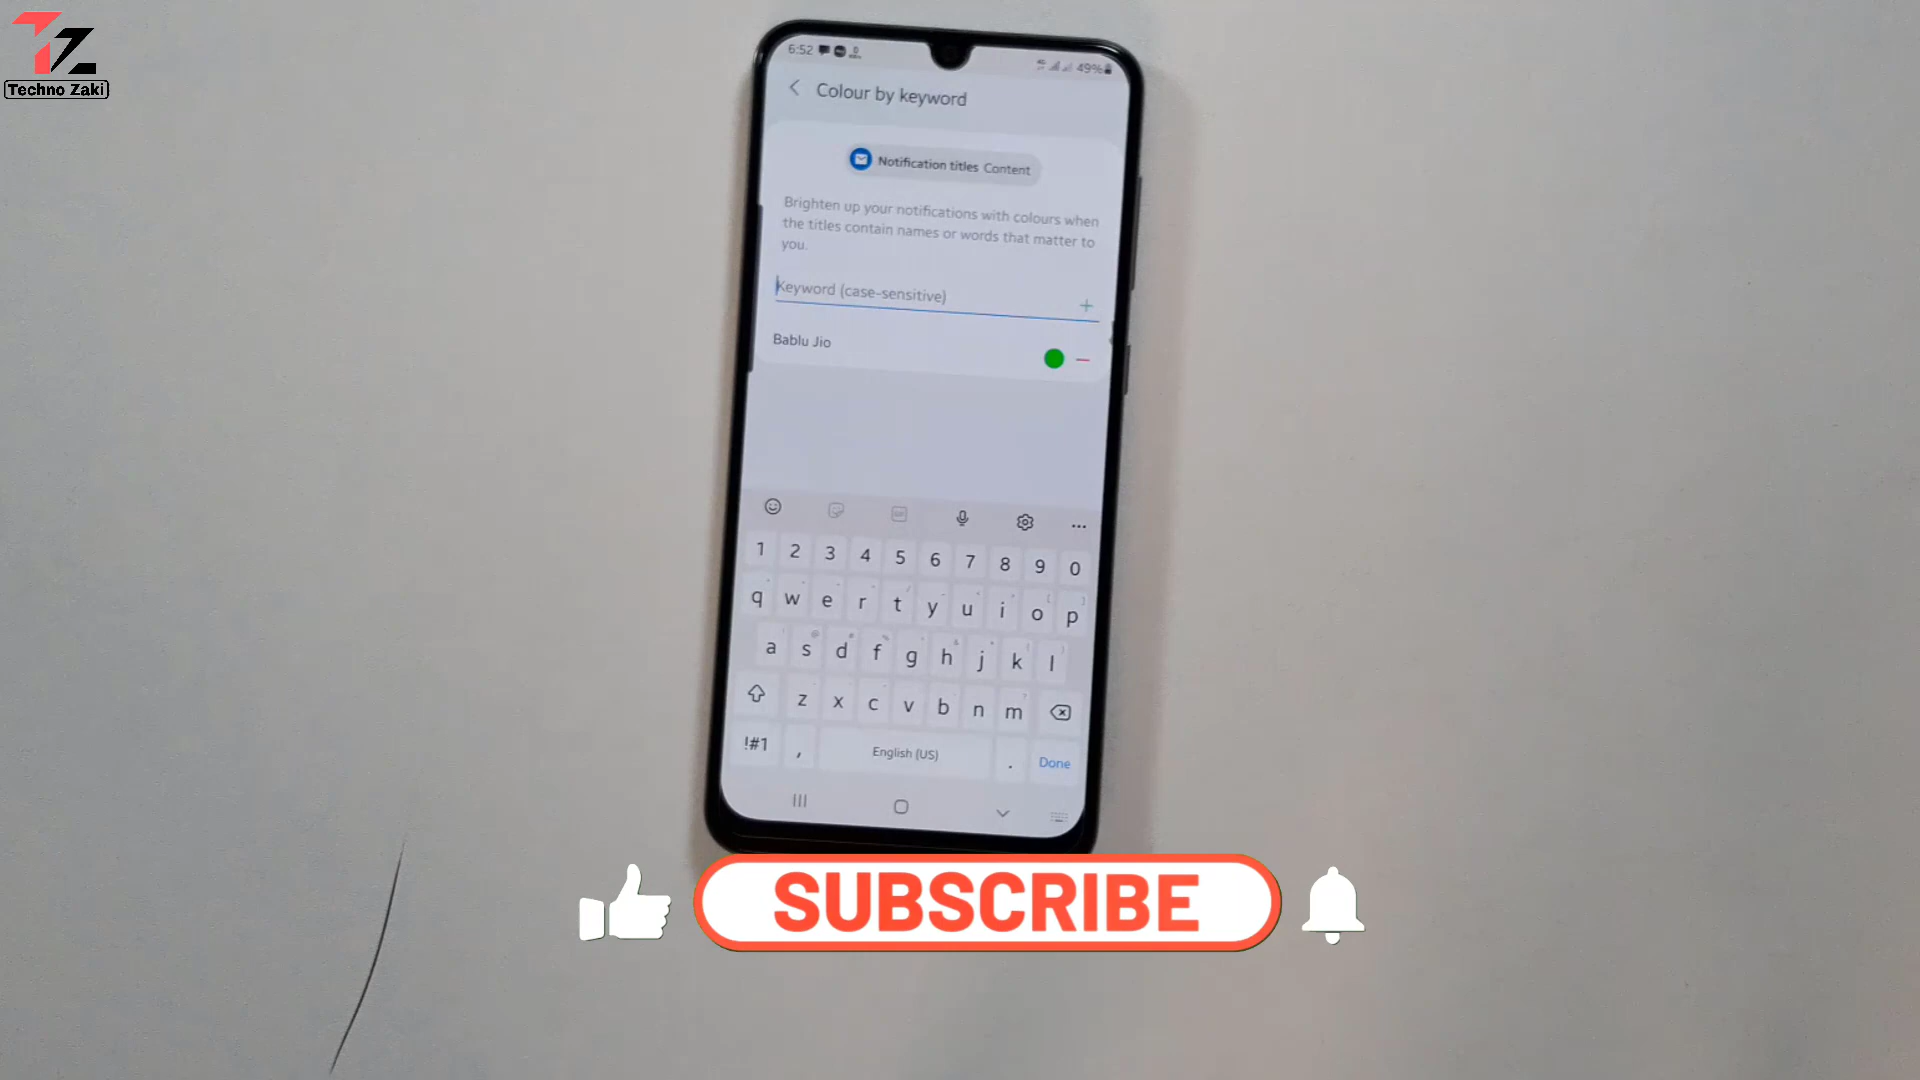 TZ
Techno Zaki
6:52
49%
Colour by keyword
Notification titles Content
Brighten up your notifications with colours when
the titles contain names or words that matter to
you.
Keyword (case-sensitive)
Bablu Jio
1 2 3 4 5 6 7 8 9 0
q w e r t y u i o p
a s d f g h j k l
z x c v b n m
!#1 , English (US) . Done
SUBSCRIBE